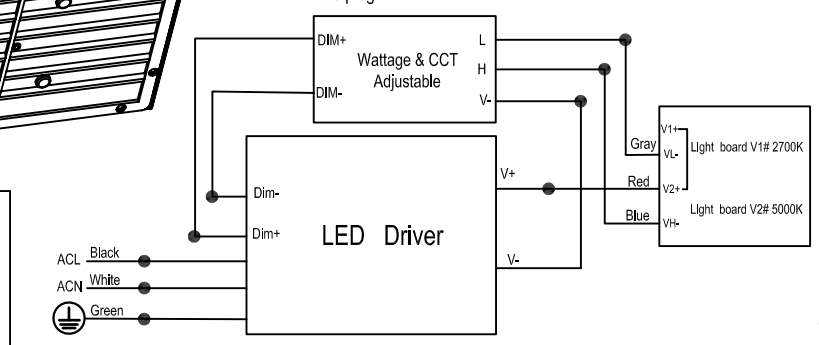 DIM+
L
Wattage & CCT
Adjustable
H
DIM-
V-
V1+
LIght board V1# 2700K
Gray
VL-
Red
V2+
LIght board V2# 5000K
Blue
VH-
V+
Dim-
Dim+
LED Driver
V-
ACL
Black
ACN
White
Green